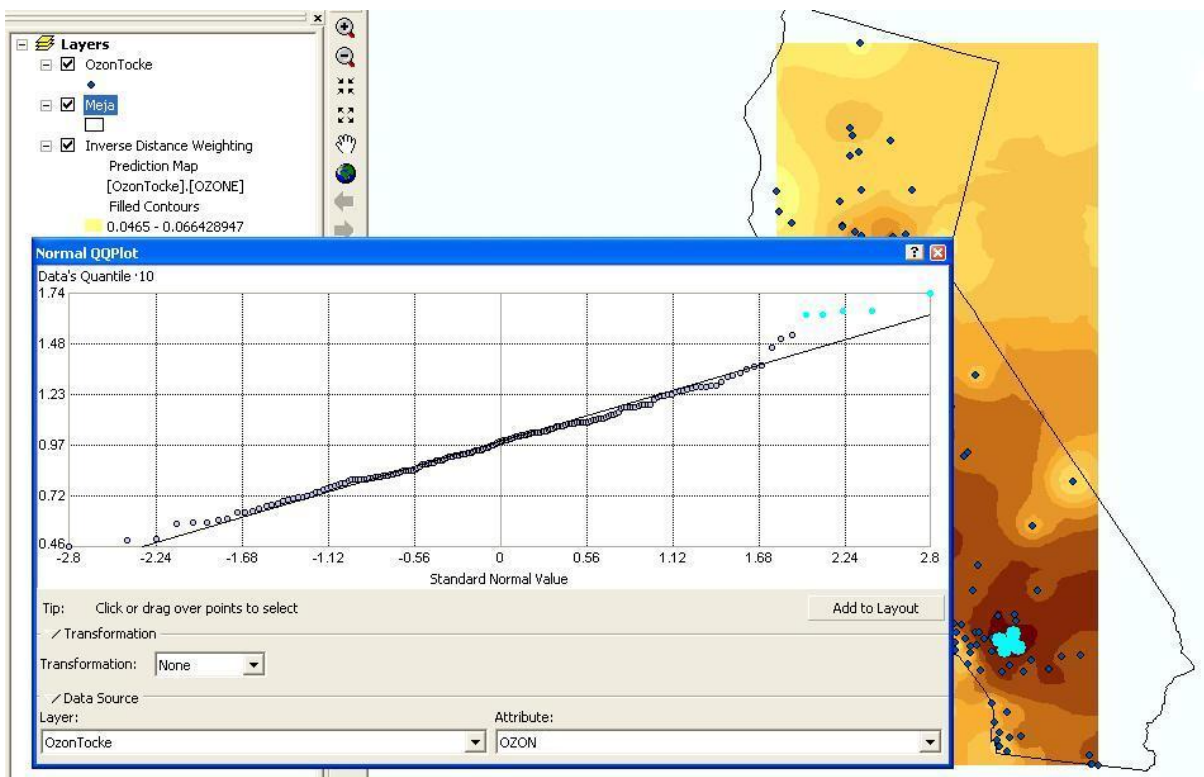 Layers
OzonTocke
Meja
Inverse Distance Weighting
Prediction Map
[OzonTocke].[OZONE]
Filled Contours
0.0465 - 0.066428947
Normal QQPlot
Data's Quantile ·10
1.74
1.48
1.23
0.97
0.72
0.46
-2.8 -2.24 -1.68 -1.12 -0.56 0 0.56 1.12 1.68 2.24 2.8
Standard Normal Value
Tip: Click or drag over points to select Add to Layout
Transformation
Transformation: None
Data Source
Layer: Attribute:
OzonTocke OZON